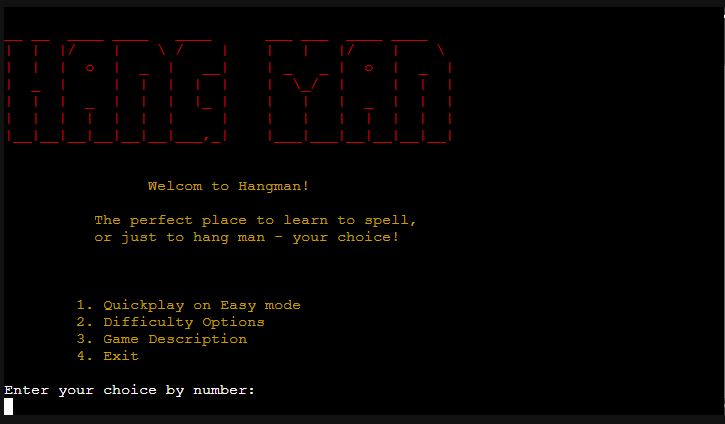 HANG MAN
Welcom to Hangman!
The perfect place to learn to spell,
or just to hang man - your choice!
1. Quickplay on Easy mode
2. Difficulty Options
3. Game Description
4. Exit
Enter your choice by number: